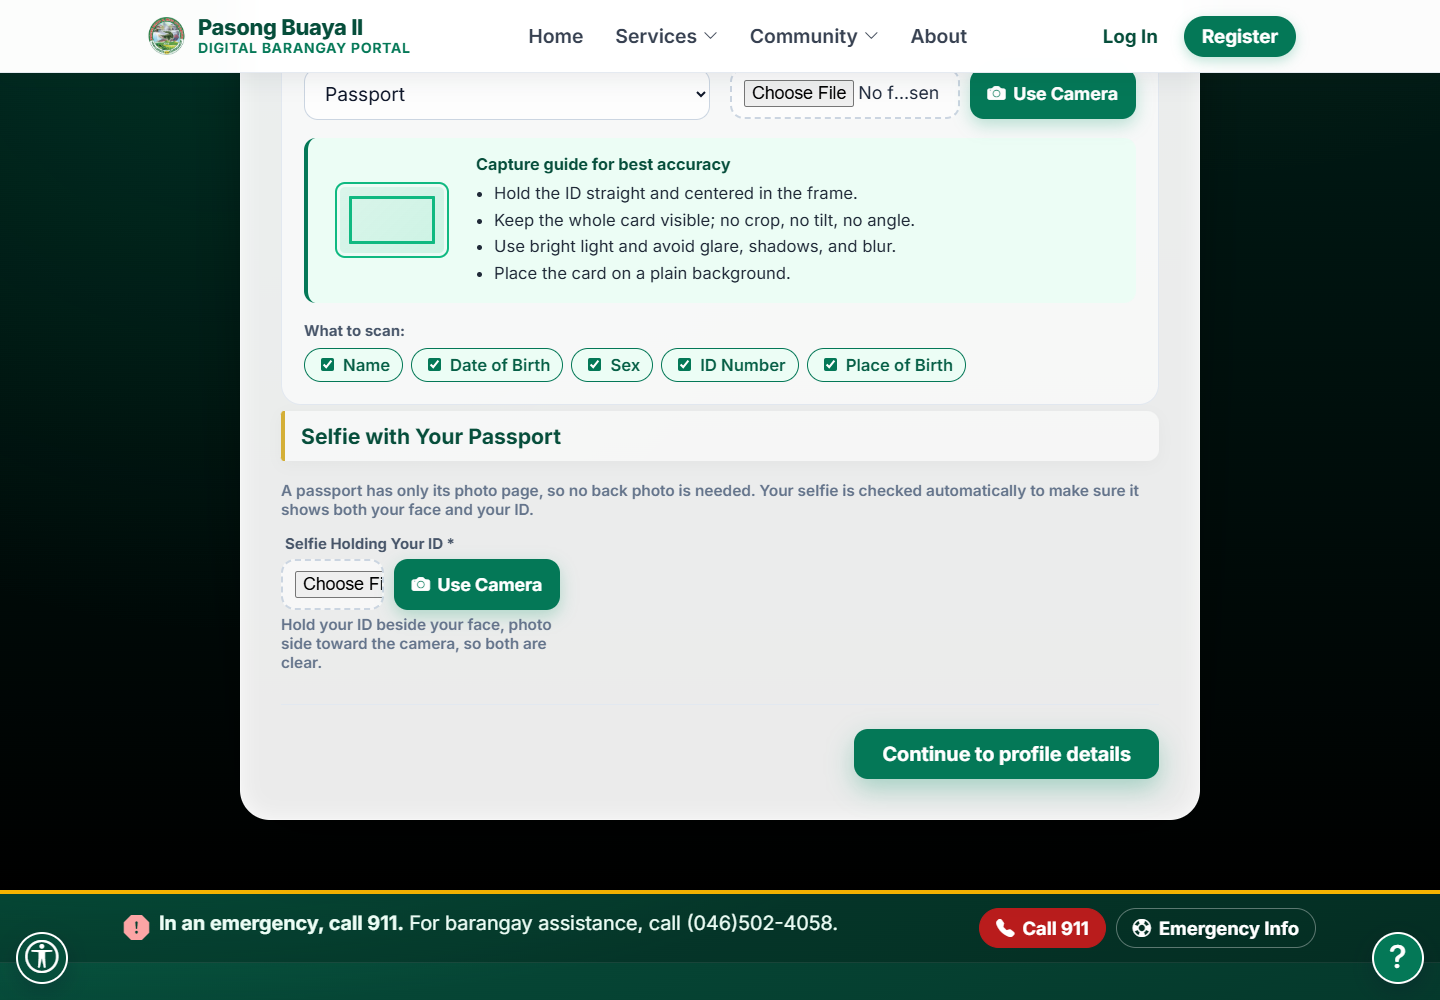 Pasong Buaya II
DIGITAL BARANGAY PORTAL
Home
Services
Community
About
Log In
Register
Passport
Choose File No f...sen
Use Camera
Capture guide for best accuracy
• Hold the ID straight and centered in the frame.
• Keep the whole card visible; no crop, no tilt, no angle.
• Use bright light and avoid glare, shadows, and blur.
• Place the card on a plain background.
What to scan:
Name
Date of Birth
Sex
ID Number
Place of Birth
Selfie with Your Passport
A passport has only its photo page, so no back photo is needed. Your selfie is checked automatically to make sure it
shows both your face and your ID.
Selfie Holding Your ID *
Choose Fi
Use Camera
Hold your ID beside your face, photo
side toward the camera, so both are
clear.
Continue to profile details
In an emergency, call 911. For barangay assistance, call (046)502-4058.
Call 911
Emergency Info
?